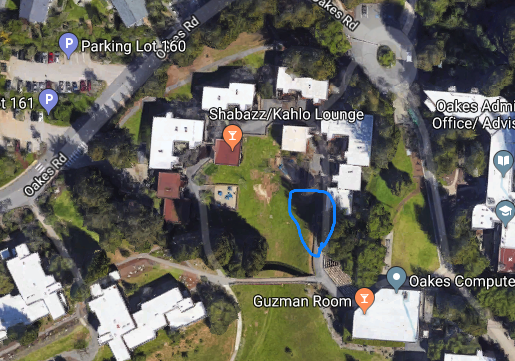 Oakes Rd
Oakes Rd
Parking Lot 160
ot 161
Shabazz/Kahlo Lounge
Oakes Admi
Office/ Advis
Oakes Rd
Guzman Room
Oakes Compute